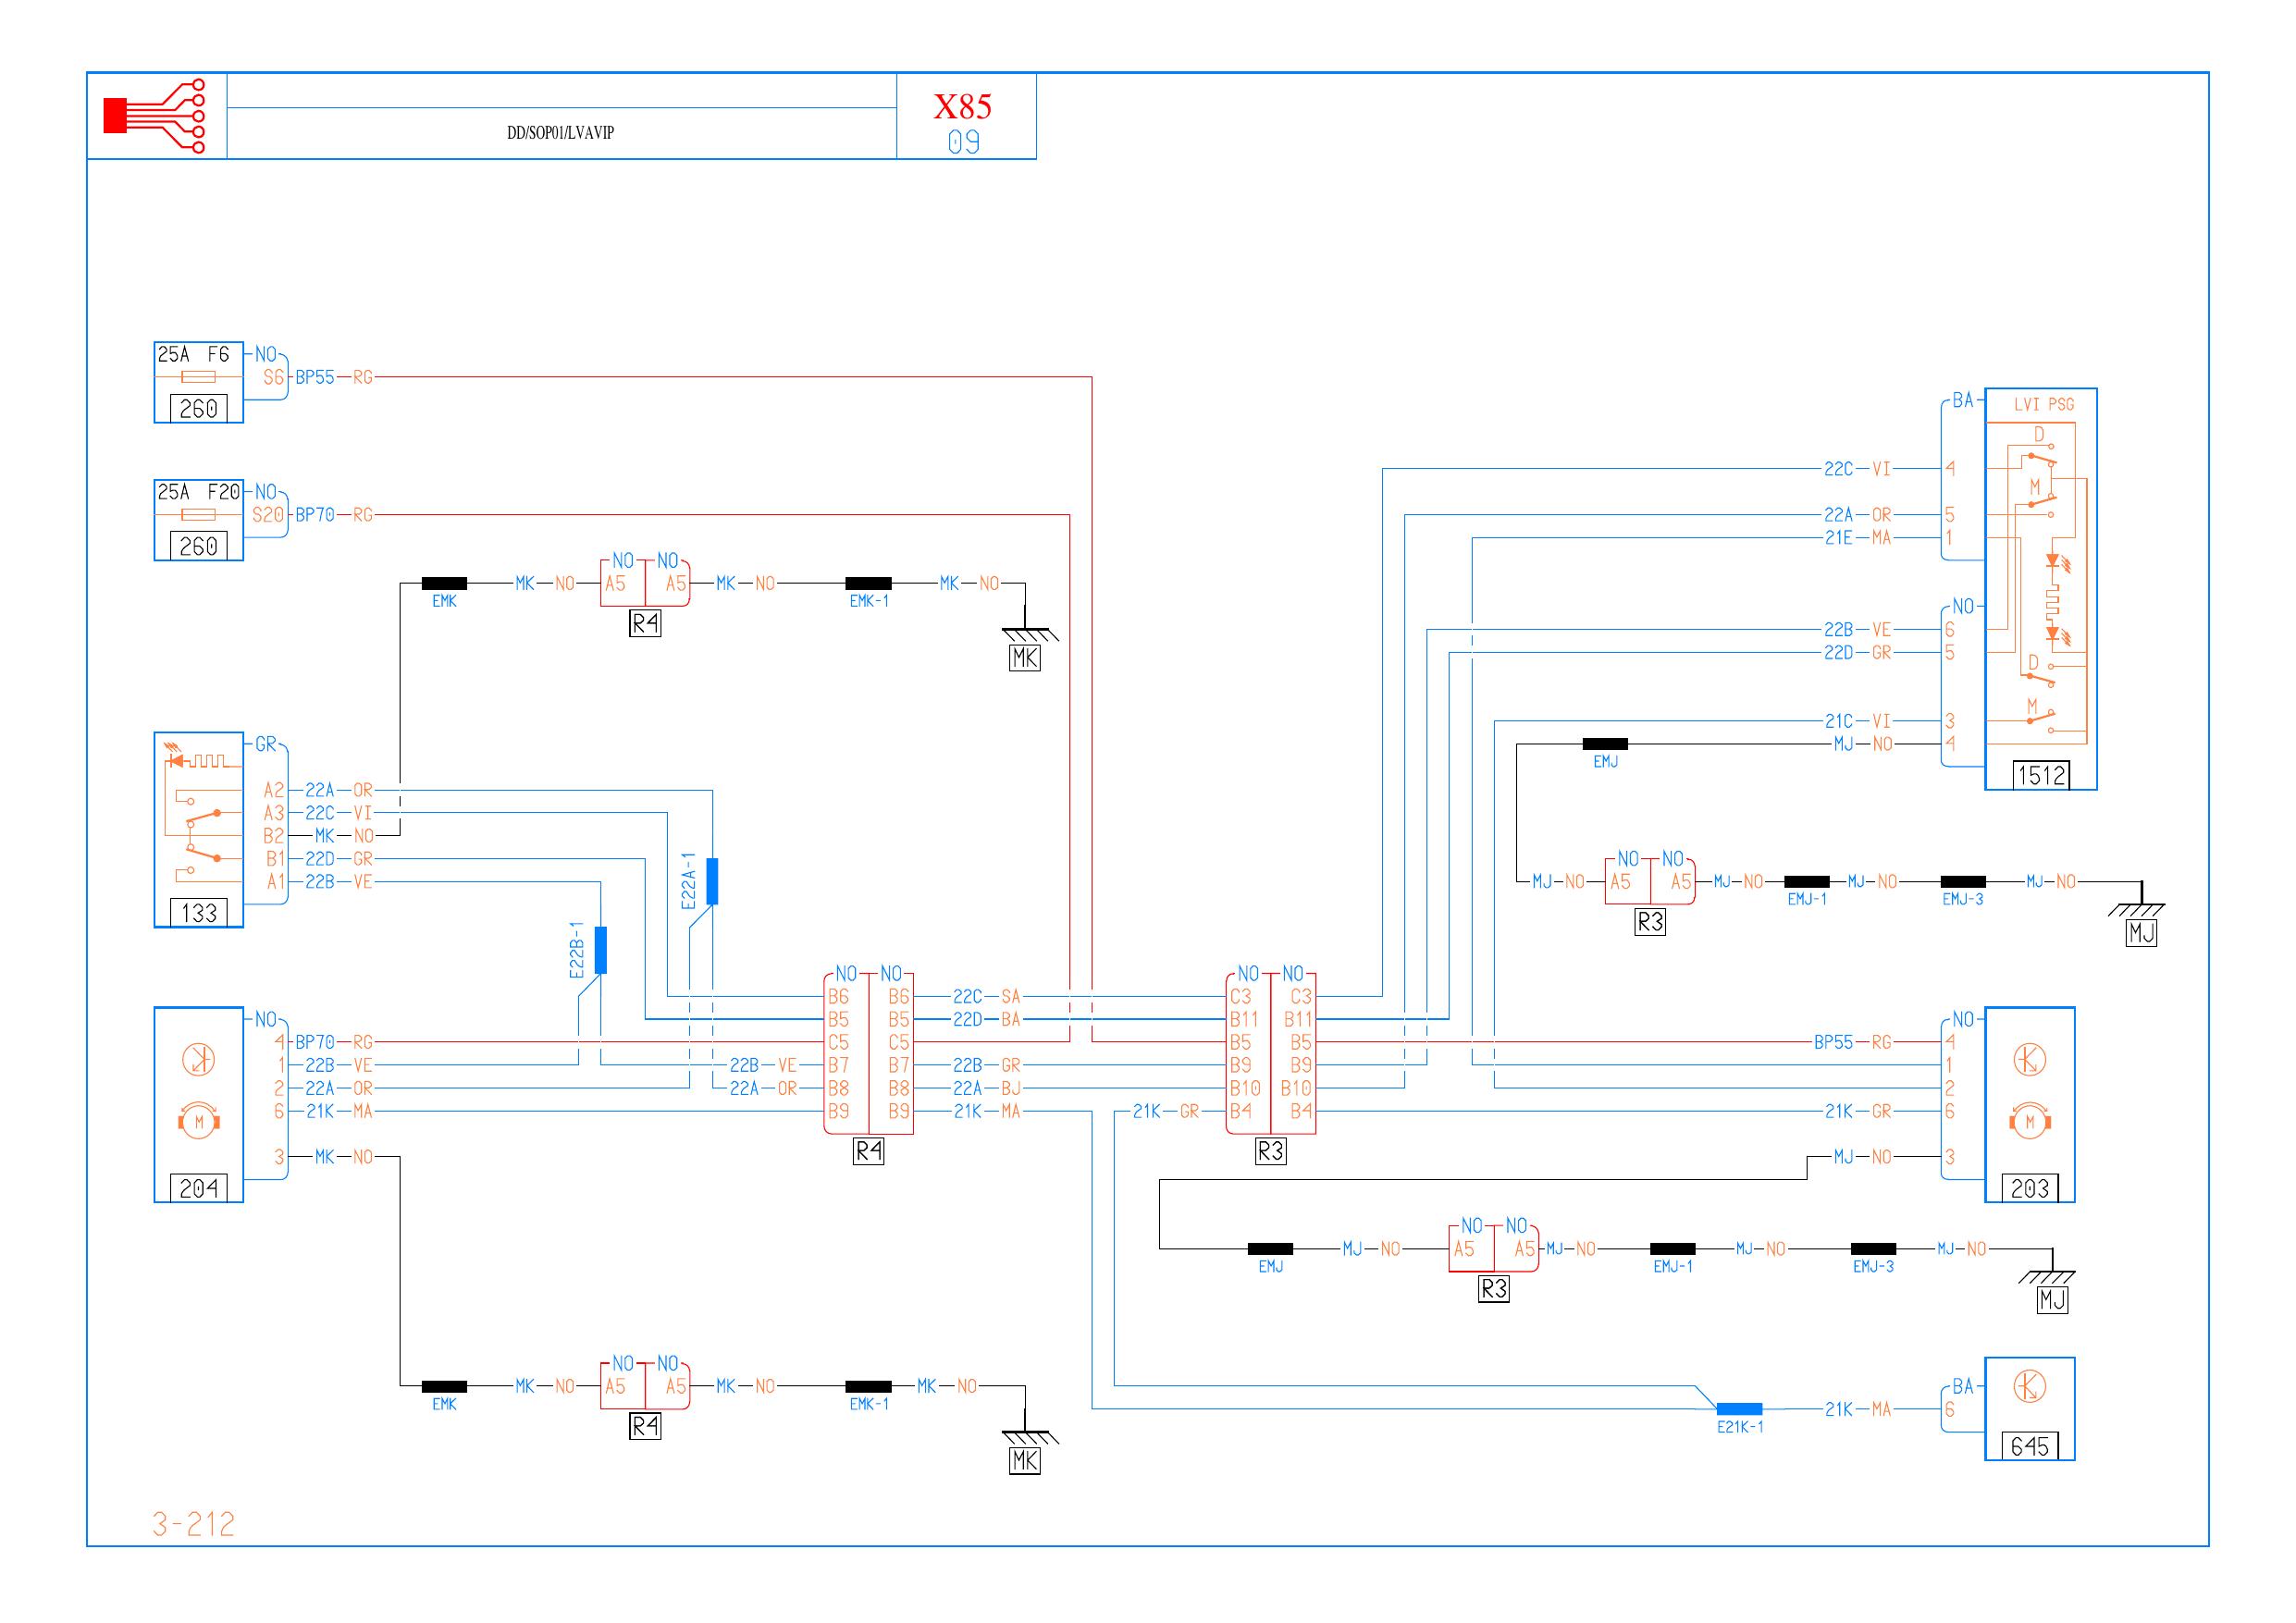 X85
DD/SOP01/LVAVIP
09
25A F6 NO
S6 BP55 RG
260
BA LVI PSG
D
4
22C VI
25A F20 NO
M
S20 BP70 RG
22A OR 5
21E MA 1
260
NO NO
MK NO A5 A5 MK NO MK NO
EMK EMK-1
R4
NO
22B VE 6
22D GR 5
MK
D
M
21C VI 3
MJ NO 4
EMJ
1512
GR
A2 22A OR
A3 22C VI
B2 MK NO
B1 22D GR
A1 22B VE
133
E22A-1
E22B-1
NO NO
MJ NO A5 A5 MJ NO MJ NO MJ NO
EMJ-1 EMJ-3
R3
MJ
NO NO NO NO
B6 B6 22C SA C3 C3
NO B5 B5 22D BA B11 B11 NO
4 BP70 RG C5 C5 B5 B5 BP55 RG 4
1 22B VE 22B VE B7 B7 22B GR B9 B9 1
2 22A OR 22A OR B8 B8 22A BJ B10 B10 2
6 21K MA B9 B9 21K MA 21K GR B4 B4 21K GR 6
M M
R4 R3
3 MK NO MJ NO 3
204 203
NO NO
EMJ MJ NO A5 A5 MJ NO EMJ-1 MJ NO EMJ-3 MJ NO
R3
MJ
NO NO
MK NO A5 A5 MK NO MK NO
EMK EMK-1
R4
MK
BA
21K MA 6
E21K-1
645
3-212